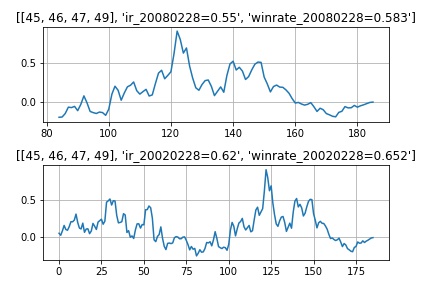 [[45, 46, 47, 49], 'ir_20080228=0.55', 'winrate_20080228=0.583']
0.5
0.0
80 100 120 140 160 180
[[45, 46, 47, 49], 'ir_20020228=0.62', 'winrate_20020228=0.652']
0.5
0.0
0 25 50 75 100 125 150 175